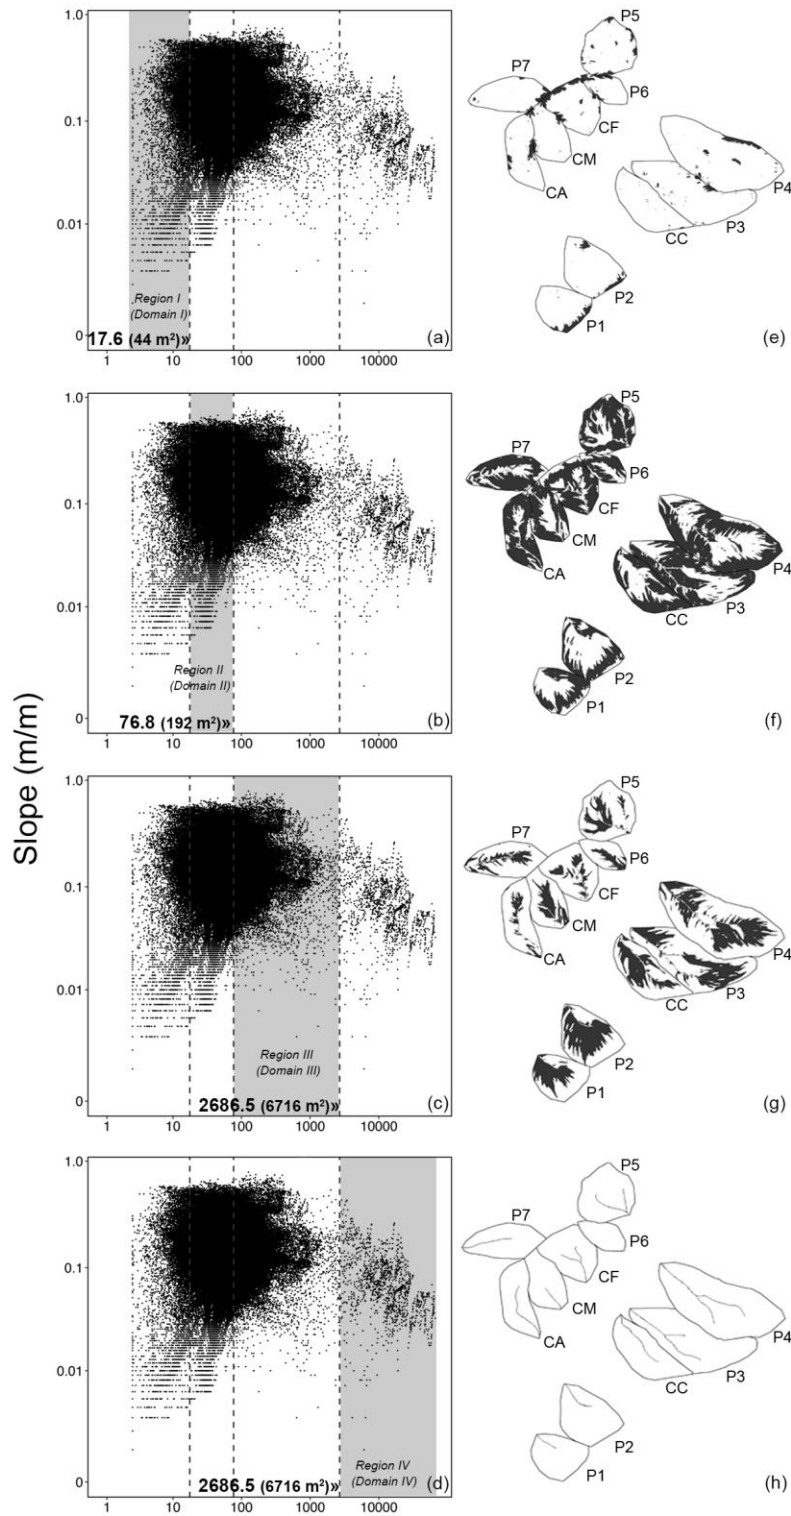 Slope (m/m)
1.0
0.1
0.01
0
Region I
(Domain I)
17.6 (44 m²)»
(a)
1
10
100
1000
10000
P5
P7
P6
CF
CM
CA
P4
P3
CC
P2
P1
(e)
1.0
0.1
0.01
0
Region II
(Domain II)
76.8 (192 m²)»
(b)
1
10
100
1000
10000
P5
P7
P6
CF
CM
CA
P4
P3
CC
P2
P1
(f)
1.0
0.1
0.01
0
Region III
(Domain III)
2686.5 (6716 m²)»
(c)
1
10
100
1000
10000
P5
P7
P6
CF
CM
CA
P4
P3
CC
P2
P1
(g)
1.0
0.1
0.01
0
Region IV
(Domain IV)
2686.5 (6716 m²)»
(d)
1
10
100
1000
10000
P5
P7
P6
CF
CM
CA
P4
P3
CC
P2
P1
(h)